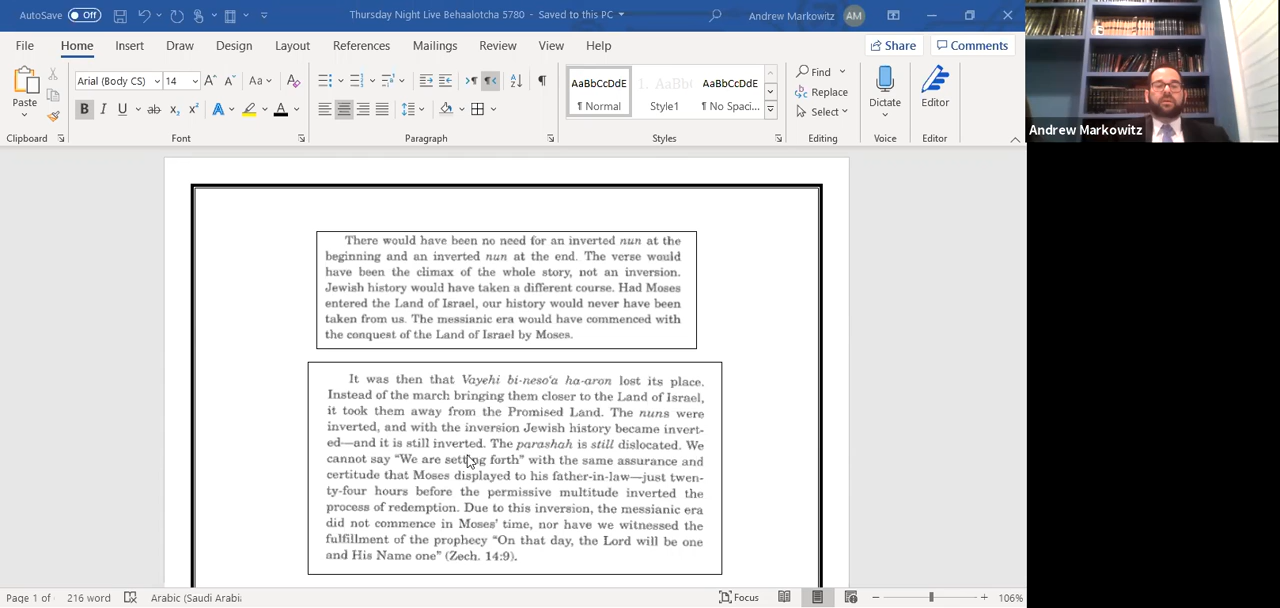 AutoSave Off
Thursday Night Live Behaalotcha 5780 - Saved to this PC
Andrew Markowitz AM
File Home Insert Draw Design Layout References Mailings Review View Help Share Comments
Paste
Arial (Body CS) 14
Aa
B I U ab x₂ x² A A
AaBbCcDdE AaBbC AaBbCcDdE
¶ Normal Style1 ¶ No Spaci...
Find
Replace
Select
Dictate Editor
Clipboard Font Paragraph Styles Editing Voice Editor
Andrew Markowitz
There would have been no need for an inverted nun at the
beginning and an inverted nun at the end. The verse would
have been the climax of the whole story, not an inversion.
Jewish history would have taken a different course. Had Moses
entered the Land of Israel, our history would never have been
taken from us. The messianic era would have commenced with
the conquest of the Land of Israel by Moses.
It was then that Vayehi bi-neso'a ha-aron lost its place.
Instead of the march bringing them closer to the Land of Israel,
it took them away from the Promised Land. The nuns were
inverted, and with the inversion Jewish history became invert-
ed—and it is still inverted. The parashah is still dislocated. We
cannot say "We are setting forth" with the same assurance and
certitude that Moses displayed to his father-in-law—just twen-
ty-four hours before the permissive multitude inverted the
process of redemption. Due to this inversion, the messianic era
did not commence in Moses' time, nor have we witnessed the
fulfillment of the prophecy "On that day, the Lord will be one
and His Name one" (Zech. 14:9).
Page 1 of 216 word Arabic (Saudi Arabi Focus 106%